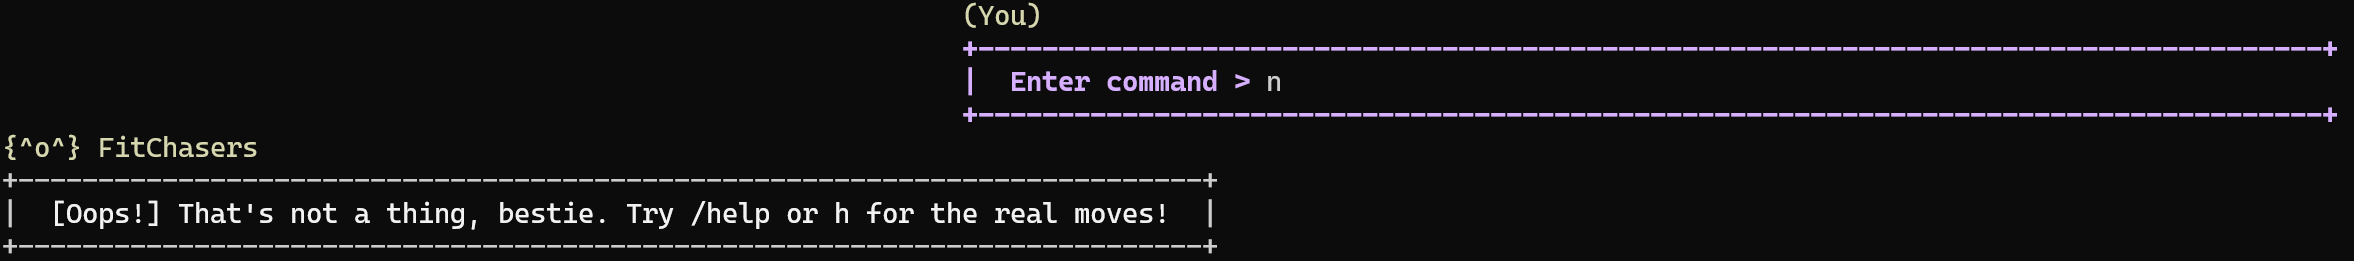 (You)
+-------------------------------------------------------------------------------------+
|  Enter command > n
+-------------------------------------------------------------------------------------+
{^o^} FitChasers
+--------------------------------------------------------------------------+
|  [Oops!] That's not a thing, bestie. Try /help or h for the real moves!  |
+--------------------------------------------------------------------------+